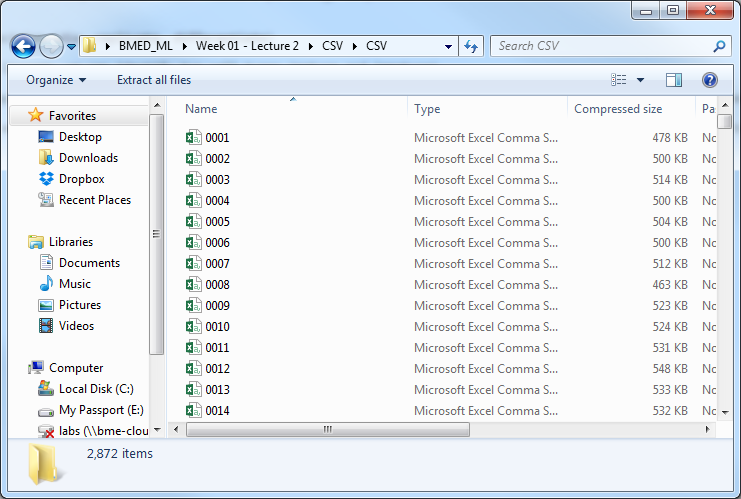 BMED_ML Week 01 - Lecture 2 CSV CSV Search CSV
Organize Extract all files
Name Type Compressed size Pa
Favorites
Desktop
Downloads
Dropbox
Recent Places
Libraries
Documents
Music
Pictures
Videos
Computer
Local Disk (C:)
My Passport (E:)
labs (\\bme-clou
0001 Microsoft Excel Comma S... 478 KB No
0002 Microsoft Excel Comma S... 500 KB No
0003 Microsoft Excel Comma S... 514 KB No
0004 Microsoft Excel Comma S... 500 KB No
0005 Microsoft Excel Comma S... 504 KB No
0006 Microsoft Excel Comma S... 500 KB No
0007 Microsoft Excel Comma S... 512 KB No
0008 Microsoft Excel Comma S... 463 KB No
0009 Microsoft Excel Comma S... 523 KB No
0010 Microsoft Excel Comma S... 524 KB No
0011 Microsoft Excel Comma S... 531 KB No
0012 Microsoft Excel Comma S... 548 KB No
0013 Microsoft Excel Comma S... 533 KB No
0014 Microsoft Excel Comma S... 532 KB No
2,872 items